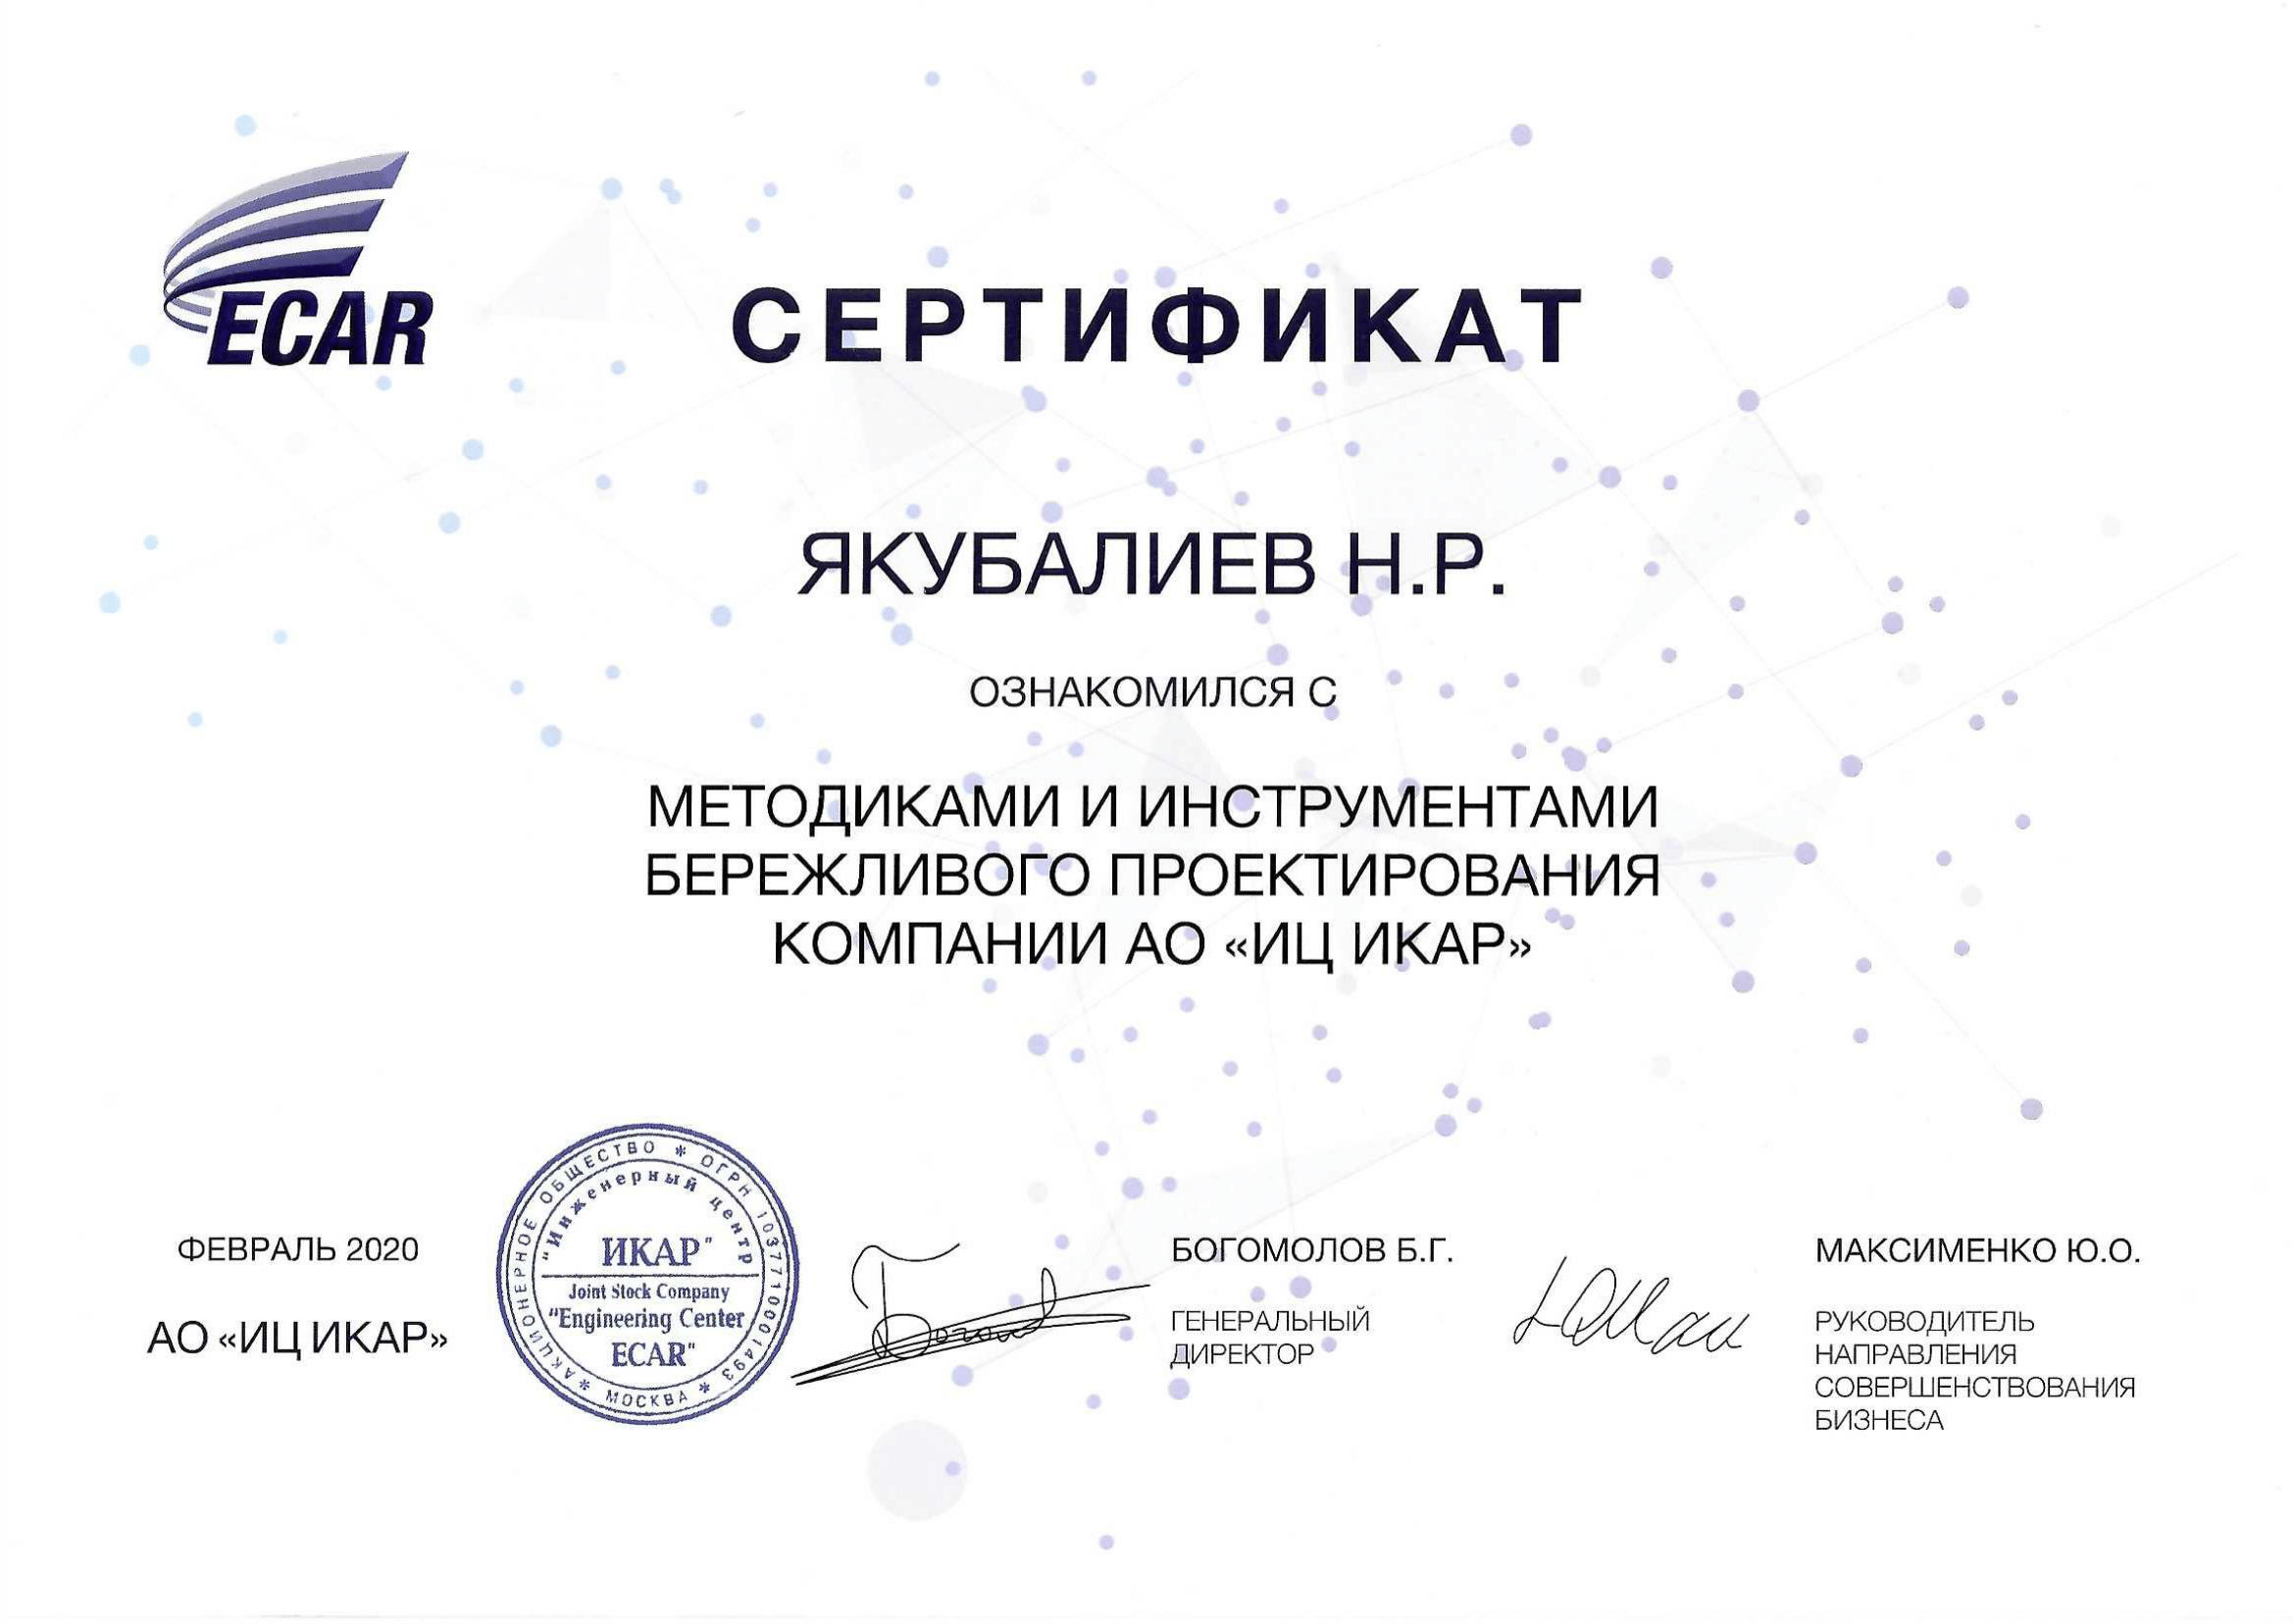 ECAR
СЕРТИФИКАТ
ЯКУБАЛИЕВ Н.Р.
ОЗНАКОМИЛСЯ С
МЕТОДИКАМИ И ИНСТРУМЕНТАМИ
БЕРЕЖЛИВОГО ПРОЕКТИРОВАНИЯ
КОМПАНИИ АО «ИЦ ИКАР»
ФЕВРАЛЬ 2020
АО «ИЦ ИКАР»
* АКЦИОНЕРНОЕ ОБЩЕСТВО * ОГРН 1037710001493 * МОСКВА
"Инженерный центр
ИКАР"
Joint Stock Company
"Engineering Center
ECAR"
БОГОМОЛОВ Б.Г.
ГЕНЕРАЛЬНЫЙ
ДИРЕКТОР
МАКСИМЕНКО Ю.О.
РУКОВОДИТЕЛЬ
НАПРАВЛЕНИЯ
СОВЕРШЕНСТВОВАНИЯ
БИЗНЕСА